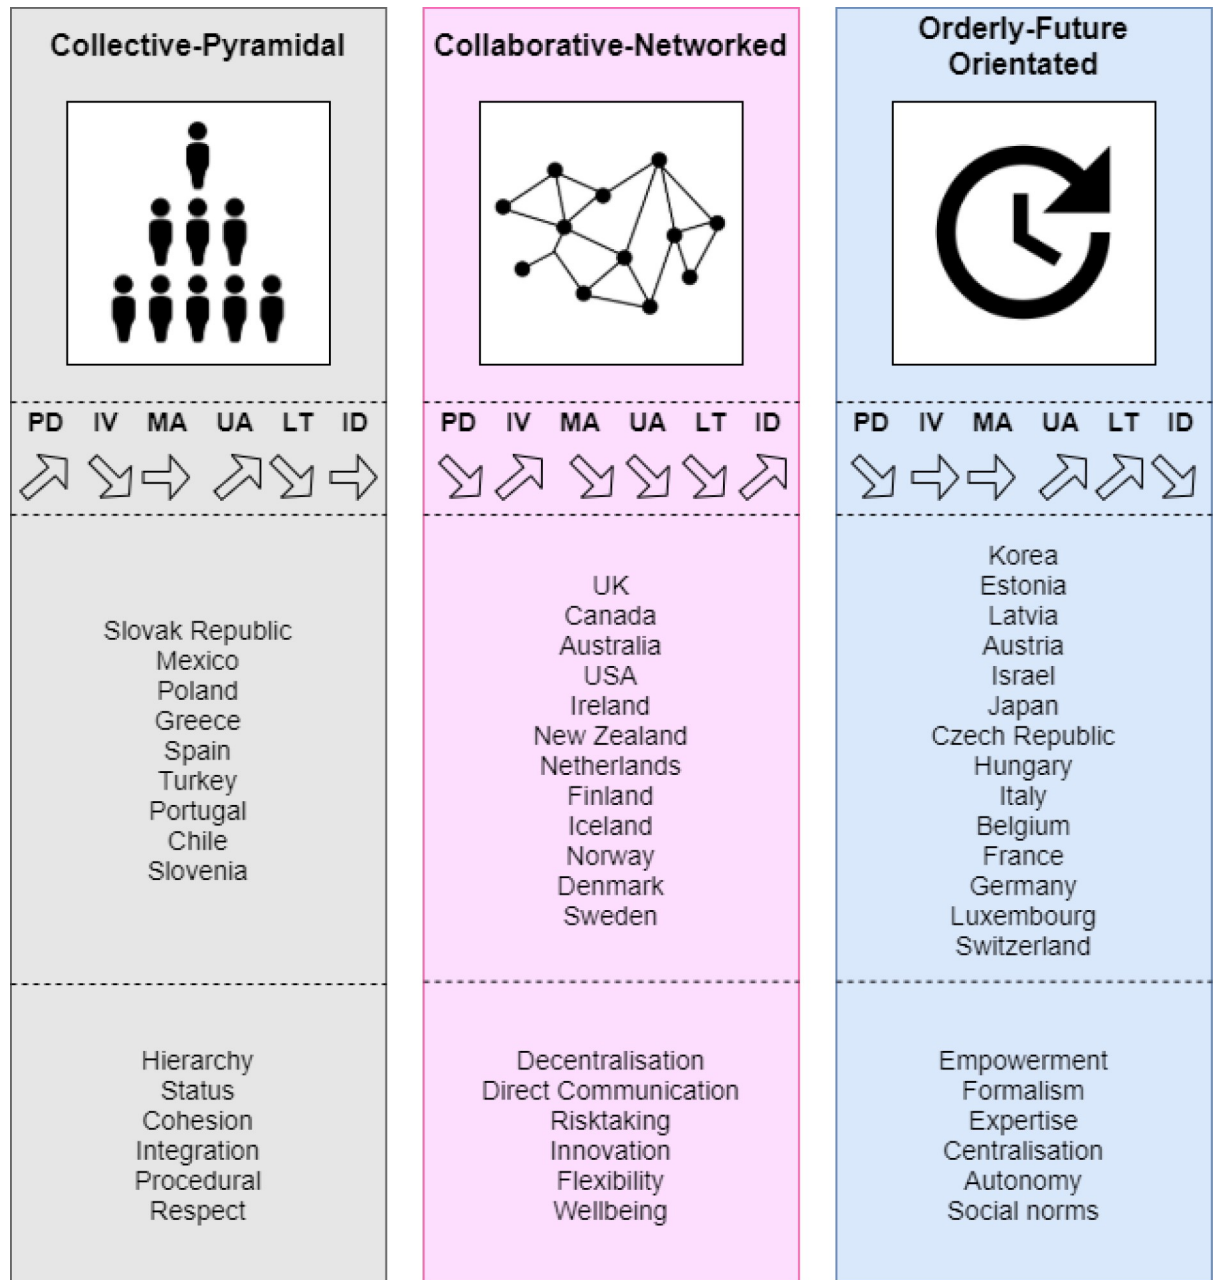 Collective-Pyramidal
PD IV MA UA LT ID
Slovak Republic
Mexico
Poland
Greece
Spain
Turkey
Portugal
Chile
Slovenia
Hierarchy
Status
Cohesion
Integration
Procedural
Respect
Collaborative-Networked
PD IV MA UA LT ID
UK
Canada
Australia
USA
Ireland
New Zealand
Netherlands
Finland
Iceland
Norway
Denmark
Sweden
Decentralisation
Direct Communication
Risktaking
Innovation
Flexibility
Wellbeing
Orderly-Future
Orientated
PD IV MA UA LT ID
Korea
Estonia
Latvia
Austria
Israel
Japan
Czech Republic
Hungary
Italy
Belgium
France
Germany
Luxembourg
Switzerland
Empowerment
Formalism
Expertise
Centralisation
Autonomy
Social norms